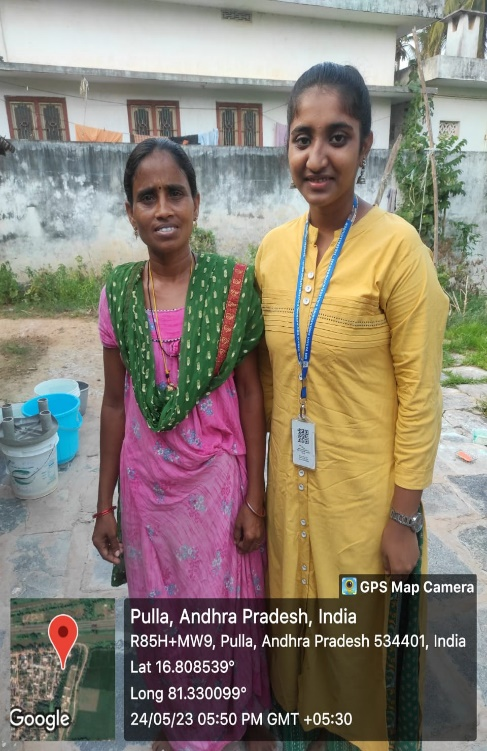 GPS Map Camera
Pulla, Andhra Pradesh, India
R85H+MW9, Pulla, Andhra Pradesh 534401, India
Lat 16.808539°
Long 81.330099°
24/05/23 05:50 PM GMT +05:30
Google